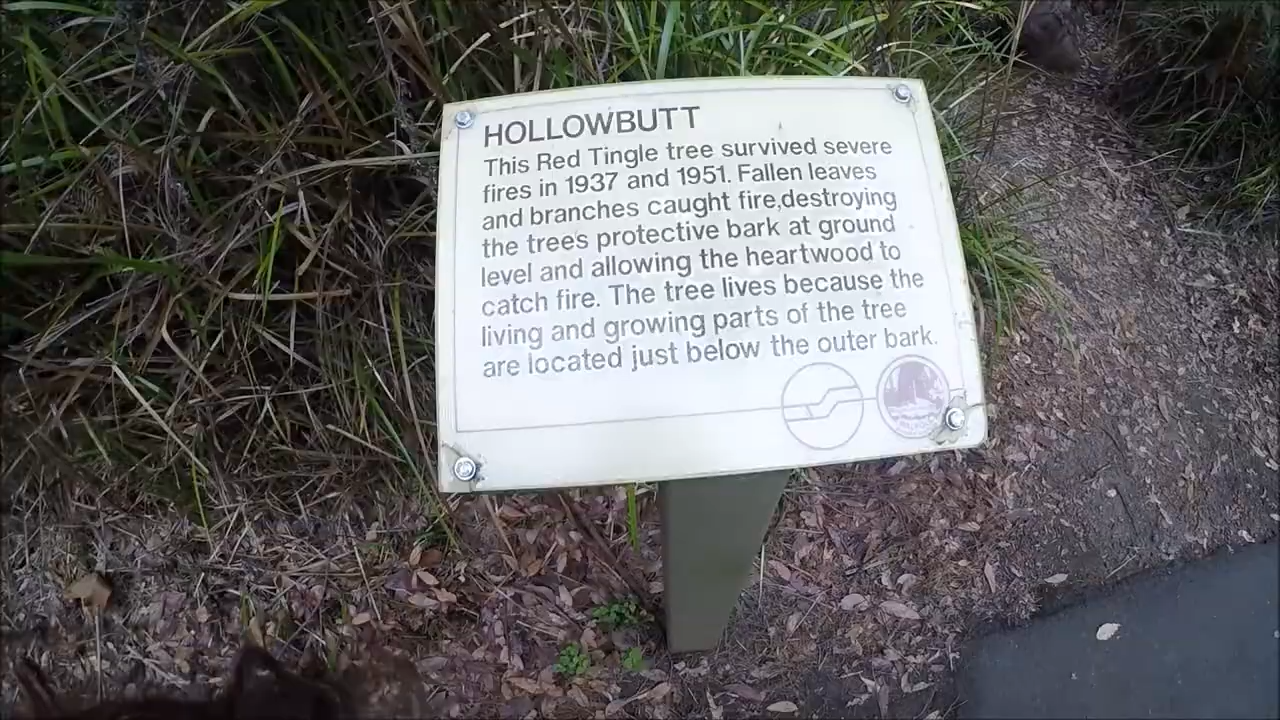 HOLLOWBUTT
This Red Tingle tree survived severe
fires in 1937 and 1951. Fallen leaves
and branches caught fire,destroying
the trees protective bark at ground
level and allowing the heartwood to
catch fire. The tree lives because the
living and growing parts of the tree
are located just below the outer bark.